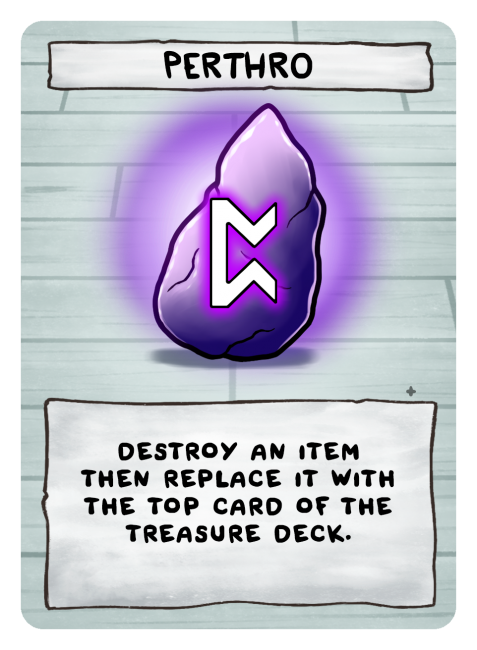 PERTHRO
DESTROY AN ITEM
THEN REPLACE IT WITH
THE TOP CARD OF THE
TREASURE DECK.